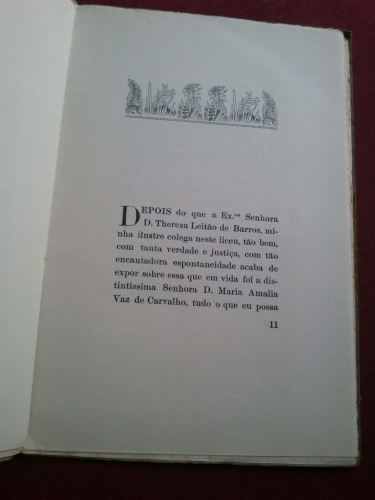 DEPOIS do que a Ex.ma Senhora
D. Thereza Leitão de Barros, mi-
nha ilustre colega neste liceu, tão bem,
com tanta verdade e justiça, com tão
encantadora espontaneidade acaba de
expor sobre essa que em vida foi a dis-
tintíssima Senhora D. Maria Amalia
Vaz de Carvalho, tudo o que eu possa
11